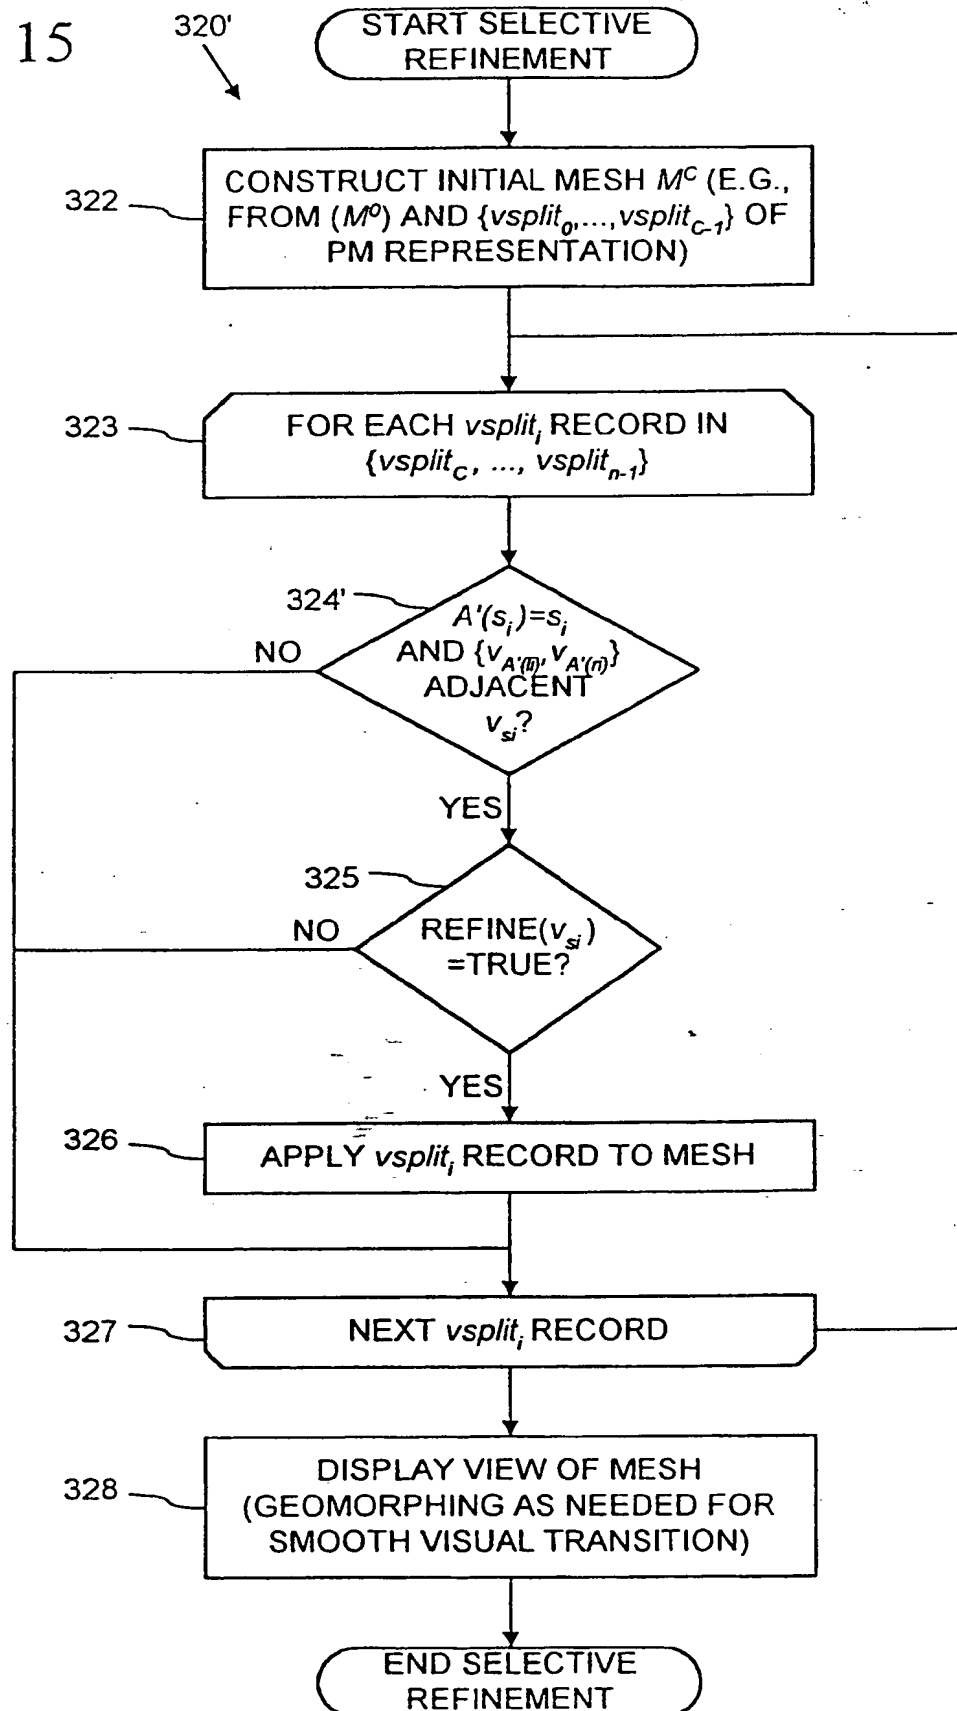 15
320'
START SELECTIVE
REFINEMENT
322
CONSTRUCT INITIAL MESH M^C (E.G.,
FROM (M^o) AND {vsplit_0,...,vsplit_C-1} OF
PM REPRESENTATION)
323
FOR EACH vsplit_i RECORD IN
{vsplit_C, ..., vsplit_n-1}
324'
A'(s_i)=s_i
AND {v_A'(li), v_A'(ri)}
ADJACENT
v_si?
NO
YES
325
REFINE(v_si)
=TRUE?
NO
YES
326
APPLY vsplit_i RECORD TO MESH
327
NEXT vsplit_i RECORD
328
DISPLAY VIEW OF MESH
(GEOMORPHING AS NEEDED FOR
SMOOTH VISUAL TRANSITION)
END SELECTIVE
REFINEMENT